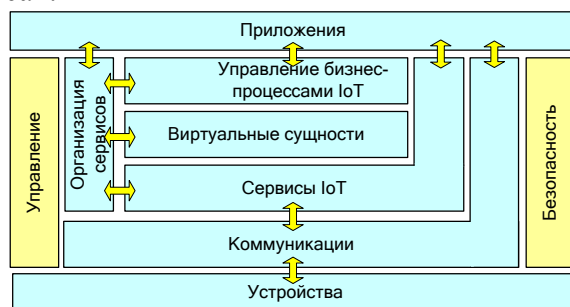 Приложения
Управление
Организация
сервисов
Управление бизнес-
процессами IoT
Виртуальные сущности
Сервисы IoT
Коммуникации
Безопасность
Устройства